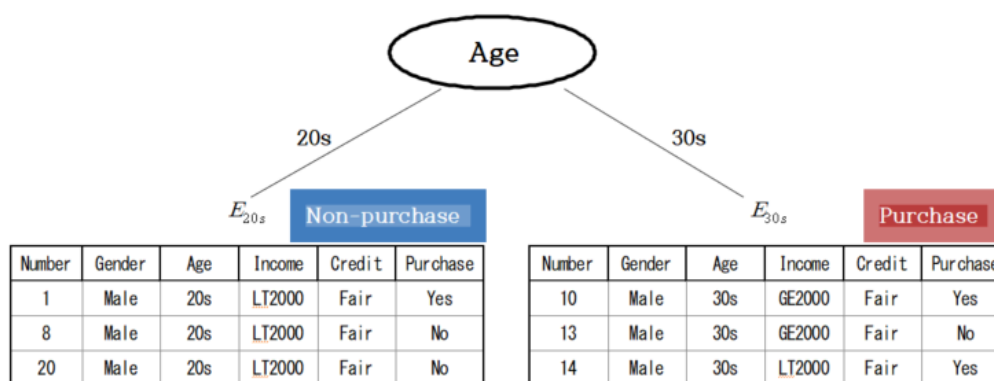 Age
20s 30s
E20s Non-purchase E30s Purchase
Number Gender Age Income Credit Purchase Number Gender Age Income Credit Purchase
1 Male 20s LT2000 Fair Yes 10 Male 30s GE2000 Fair Yes
8 Male 20s LT2000 Fair No 13 Male 30s GE2000 Fair No
20 Male 20s LT2000 Fair No 14 Male 30s LT2000 Fair Yes